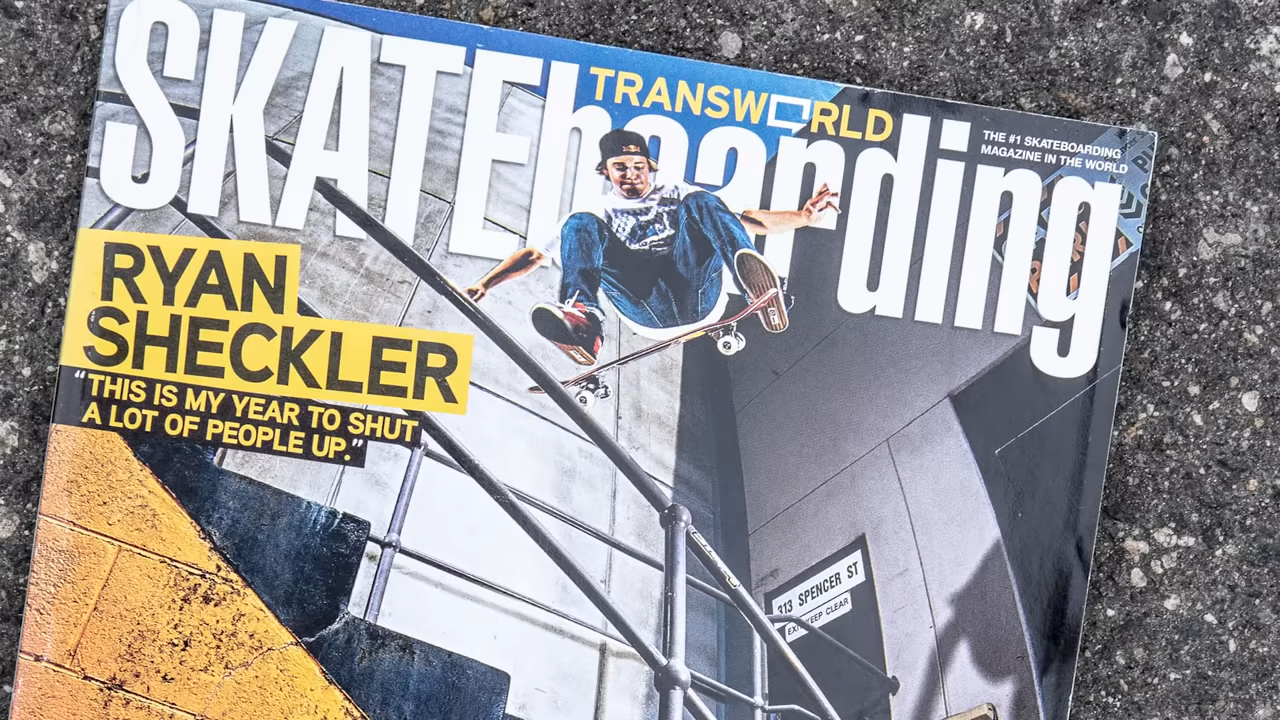 SKATEboarding
TRANSWORLD
THE #1 SKATEBOARDING
MAGAZINE IN THE WORLD
RYAN
SHECKLER
“THIS IS MY YEAR TO SHUT
A LOT OF PEOPLE UP.”
313 SPENCER ST
KEEP CLEAR